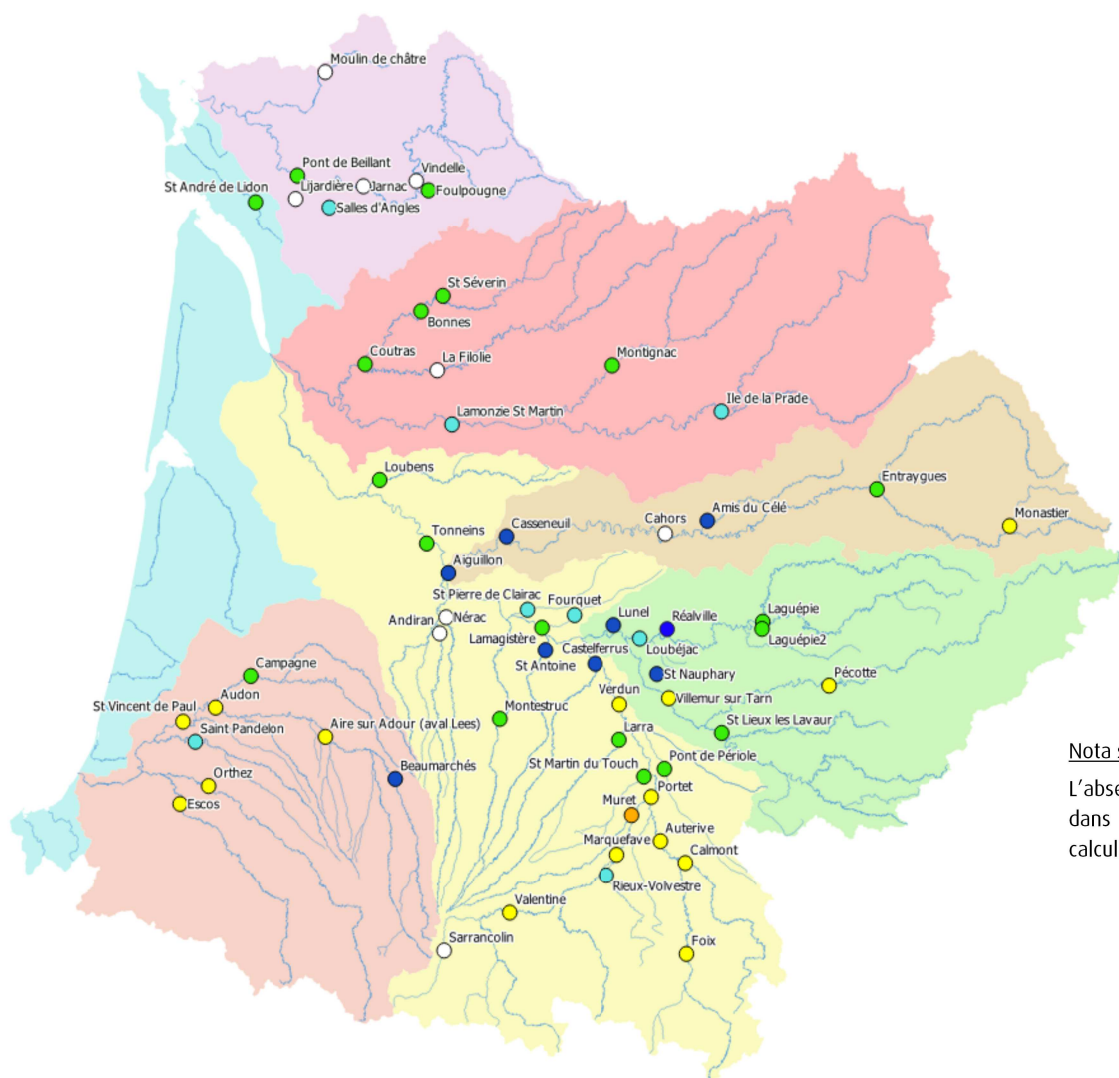 Moulin de châtre
Pont de Beillant
Vindelle
St André de Lidon
Lijardière
Jarnac
Foulpougne
Salles d'Angles
St Séverin
Bonnes
Coutras
La Filolie
Montignac
Lamonzie St Martin
Ile de la Prade
Loubens
Entraygues
Tonneins
Casseneuil
Cahors
Amis du Célé
Monastier
Aiguillon
St Pierre de Clairac
Fourquet
Andiran
Nérac
Lunel
Réalville
Laguépie
Lamagistère
Laguépie2
Castelferrus
Loubéjac
St Antoine
Campagne
St Nauphary
Pécotte
Audon
Verdun
Villemur sur Tarn
St Vincent de Paul
Montestruc
Saint Pandelon
Aire sur Adour (aval Lees)
Larra
St Lieux les Lavaur
Pont de Périole
Nota s
St Martin du Touch
Beaumarchés
Orthez
Portet
L'abse
Escos
Muret
dans
Auterive
Marquefave
Calmont
calcul
Rieux-Volvestre
Valentine
Sarrancolin
Foix